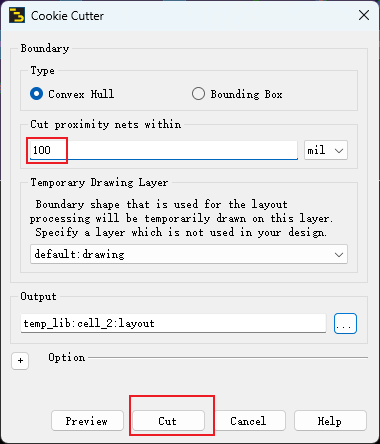 Cookie Cutter
Boundary
Type
Convex Hull
Bounding Box
Cut proximity nets within
100
mil
Temporary Drawing Layer
Boundary shape that is used for the layout
processing will be temporarily drawn on this layer.
Specify a layer which is not used in your design.
default:drawing
Output
temp_lib:cell_2:layout
...
+ Option
Preview
Cut
Cancel
Help